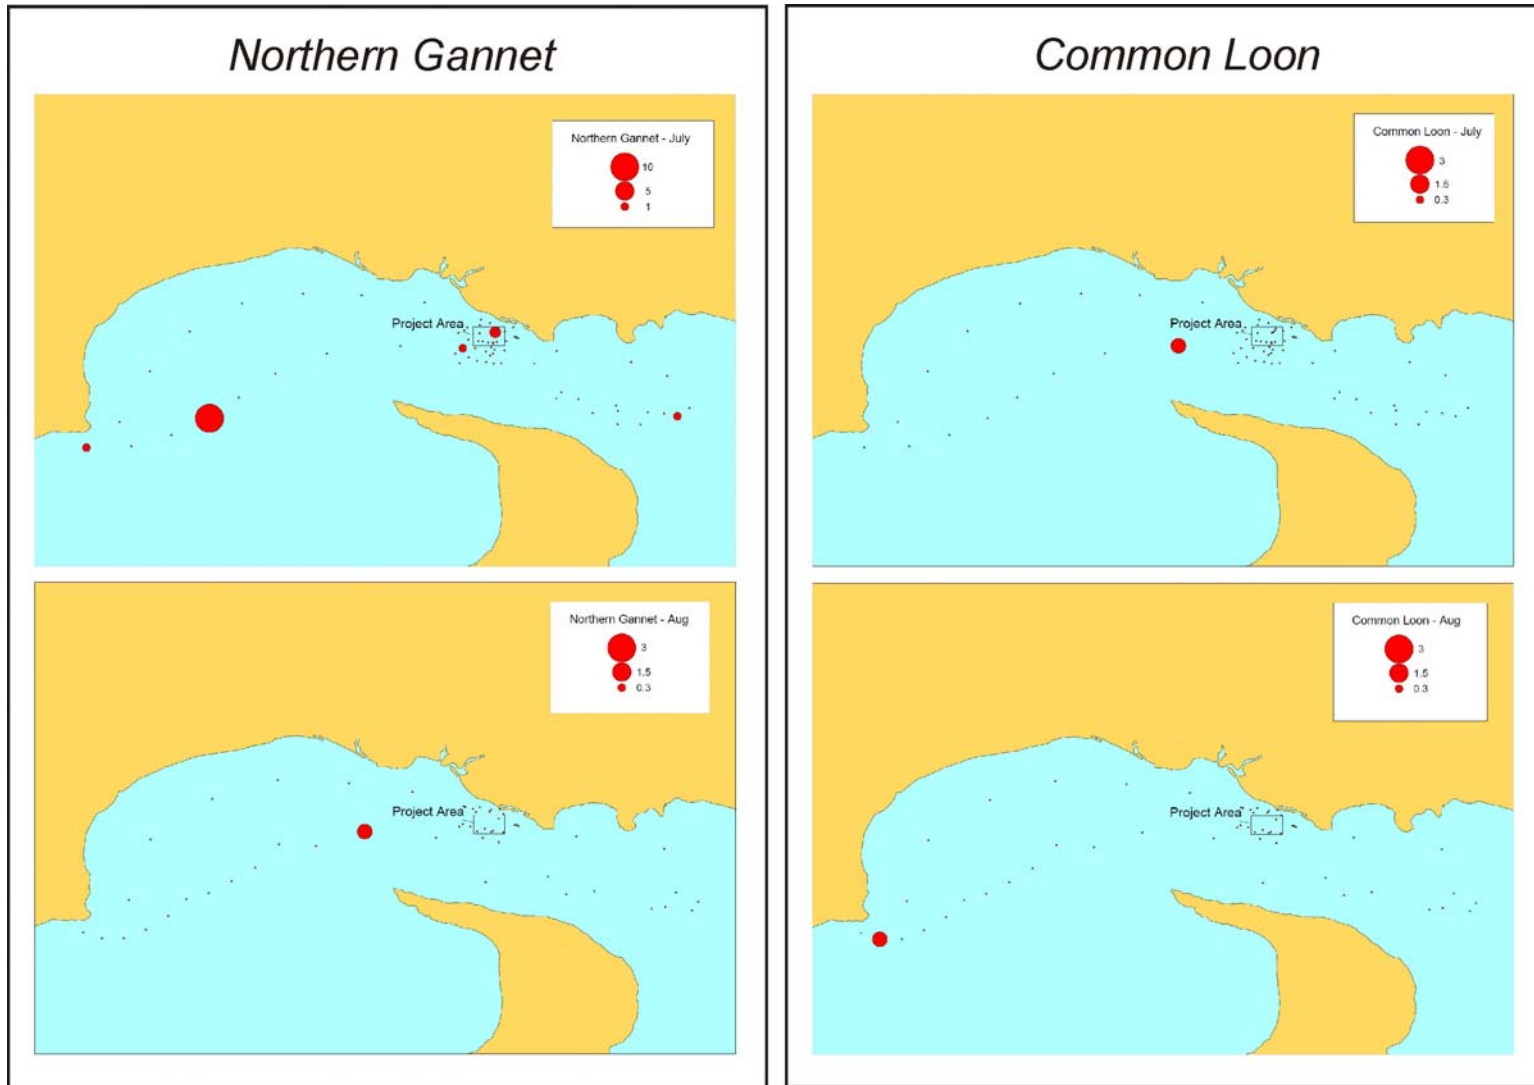 Northern Gannet
Northern Gannet - July
10
5
1
Project Area
Northern Gannet - Aug
3
1.5
0.3
Project Area
Common Loon
Common Loon - July
3
1.5
0.3
Project Area
Common Loon - Aug
3
1.5
0.3
Project Area